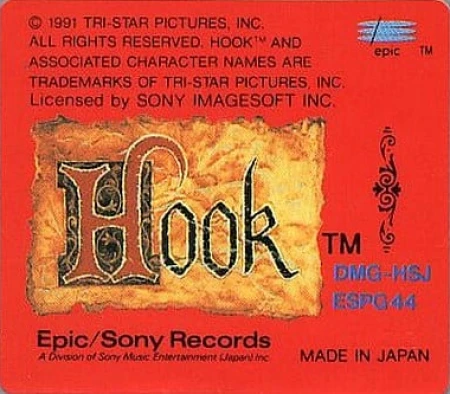 © 1991 TRI-STAR PICTURES, INC.
ALL RIGHTS RESERVED. HOOK™ AND
ASSOCIATED CHARACTER NAMES ARE
TRADEMARKS OF TRI-STAR PICTURES, INC.
Licensed by SONY IMAGESOFT INC.
epic ™
Hook ™
DMG-HSJ
ESPG44
Epic/Sony Records
A Division of Sony Music Entertainment (Japan) Inc.
MADE IN JAPAN